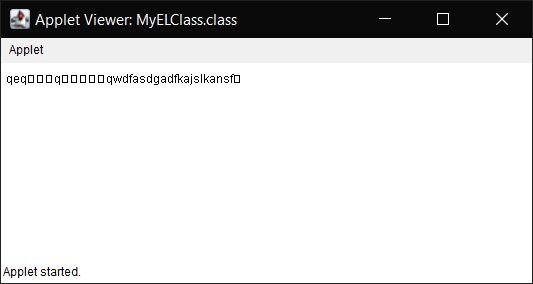 Applet Viewer: MyELClass.class
Applet
qeq▯▯▯q▯▯▯▯▯qwdfasdgadfkajslkansf▯
Applet started.